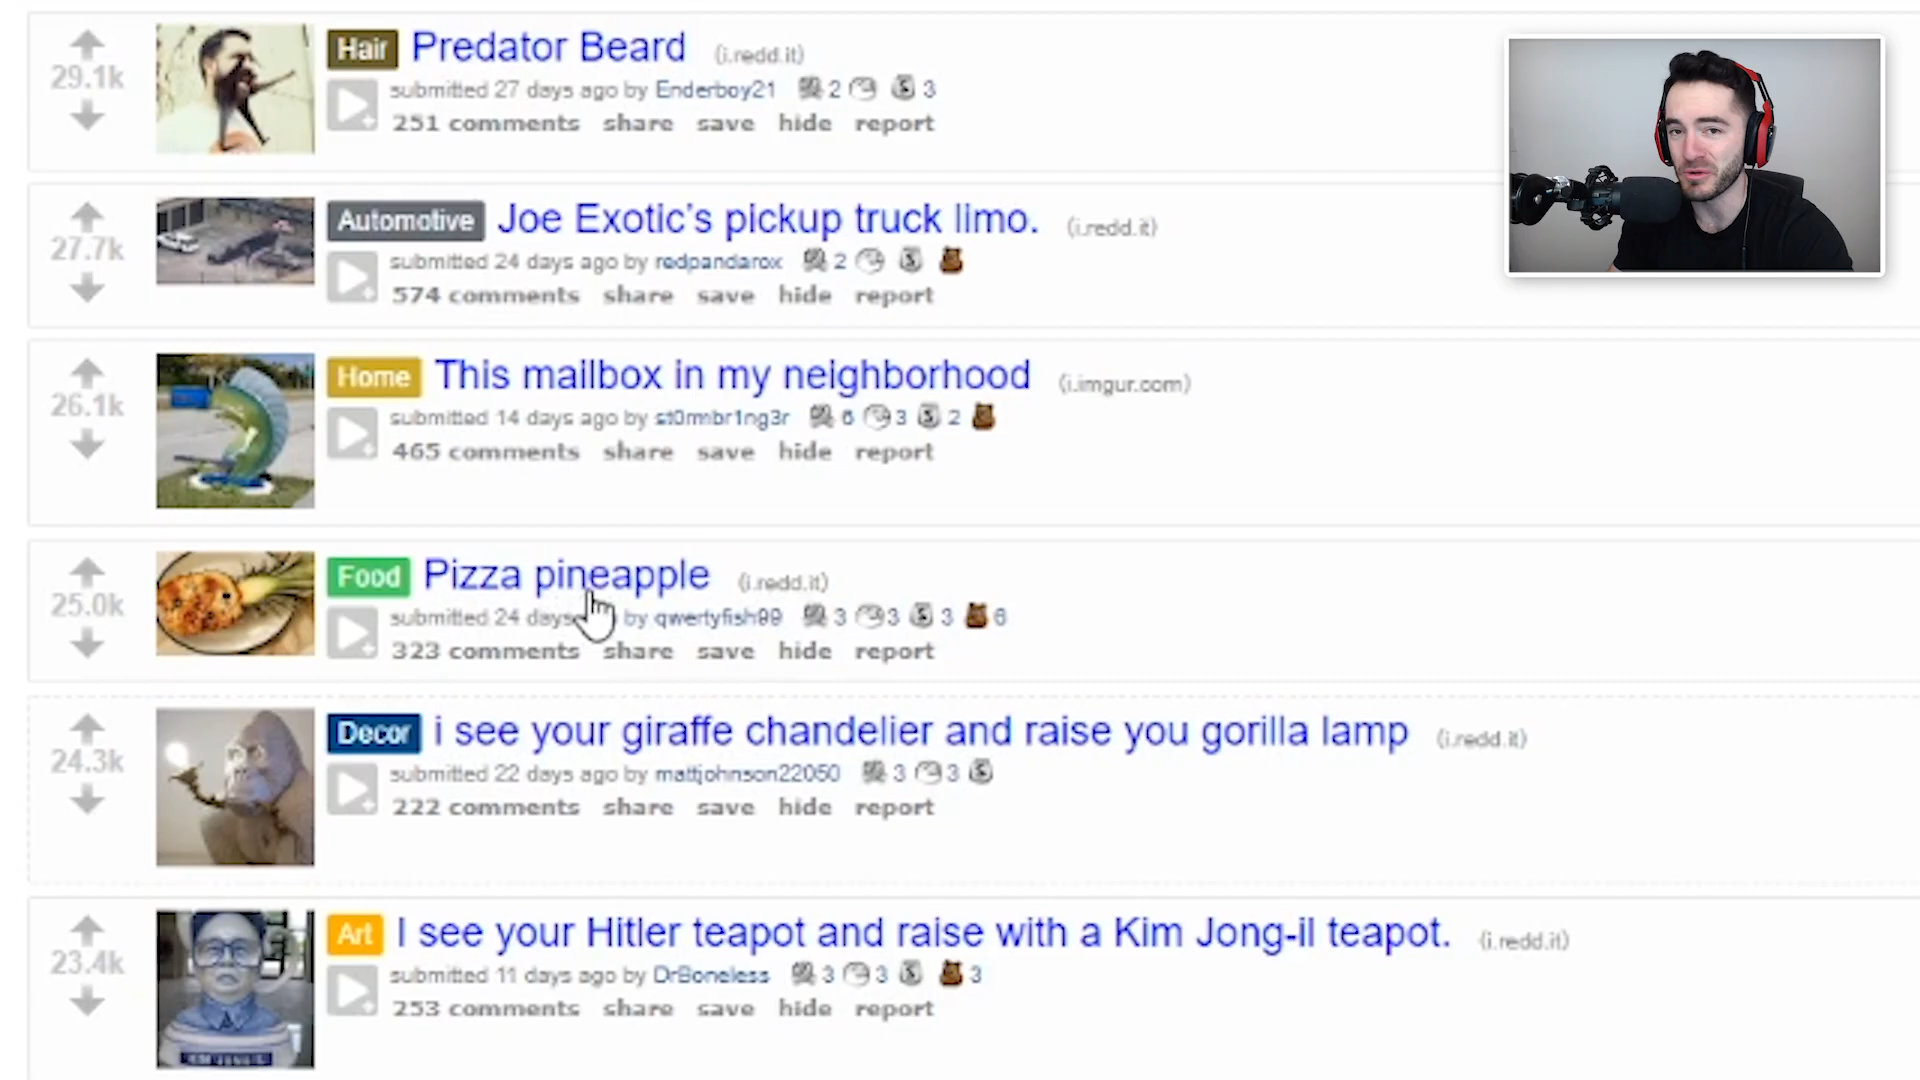 29.1k
Hair Predator Beard (i.redd.it)
submitted 27 days ago by Enderboy21 2 3
251 comments share save hide report
27.7k
Automotive Joe Exotic's pickup truck limo. (i.redd.it)
submitted 24 days ago by redpandarox 2
574 comments share save hide report
26.1k
Home This mailbox in my neighborhood (i.imgur.com)
submitted 14 days ago by st0rmbr1ng3r 6 3 2
465 comments share save hide report
25.0k
Food Pizza pineapple (i.redd.it)
submitted 24 days by qwertyfish99 3 3 3 6
323 comments share save hide report
24.3k
Decor i see your giraffe chandelier and raise you gorilla lamp (i.redd.it)
submitted 22 days ago by mattjohnson22050 3 3
222 comments share save hide report
23.4k
Art I see your Hitler teapot and raise with a Kim Jong-il teapot. (i.redd.it)
submitted 11 days ago by DrBoneless 3 3 3
253 comments share save hide report